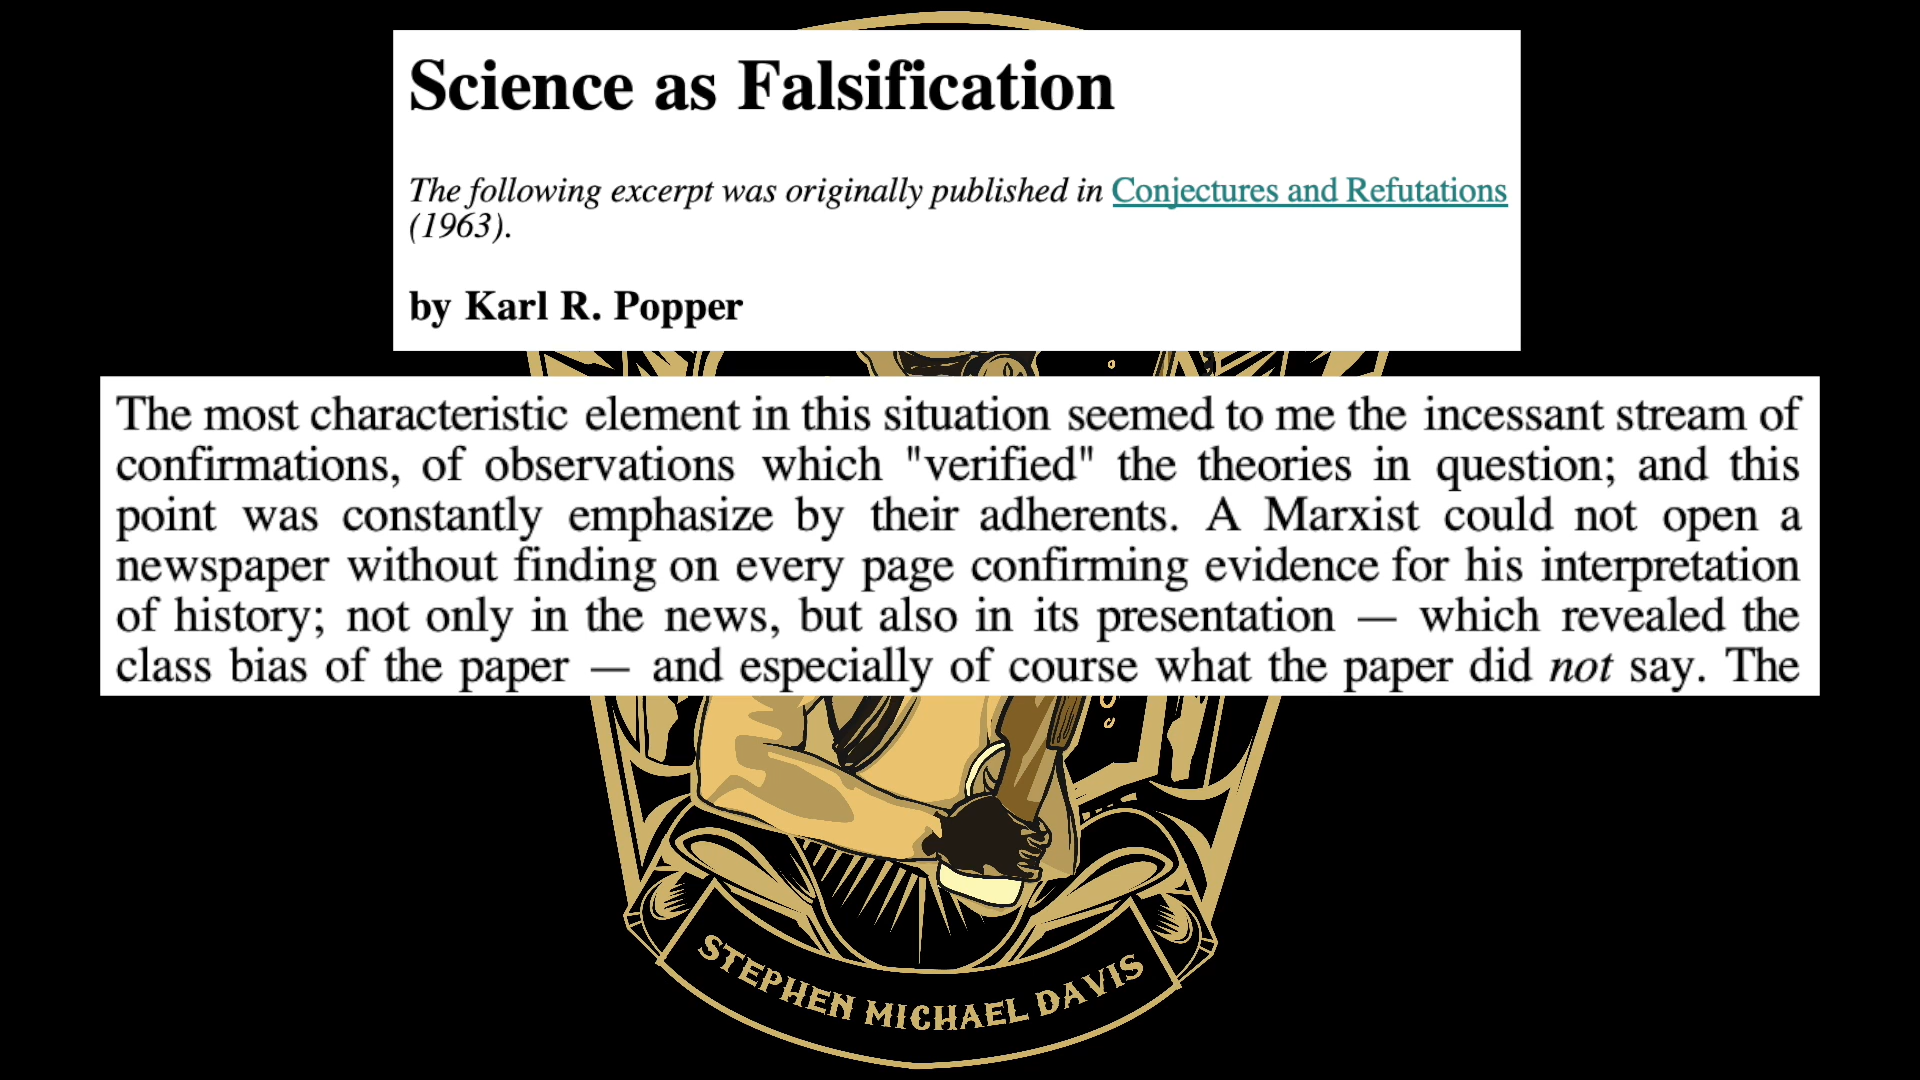 Science as Falsification
The following excerpt was originally published in Conjectures and Refutations
(1963).
by Karl R. Popper
The most characteristic element in this situation seemed to me the incessant stream of
confirmations, of observations which "verified" the theories in question; and this
point was constantly emphasize by their adherents. A Marxist could not open a
newspaper without finding on every page confirming evidence for his interpretation
of history; not only in the news, but also in its presentation — which revealed the
class bias of the paper — and especially of course what the paper did not say. The
STEPHEN MICHAEL DAVIS